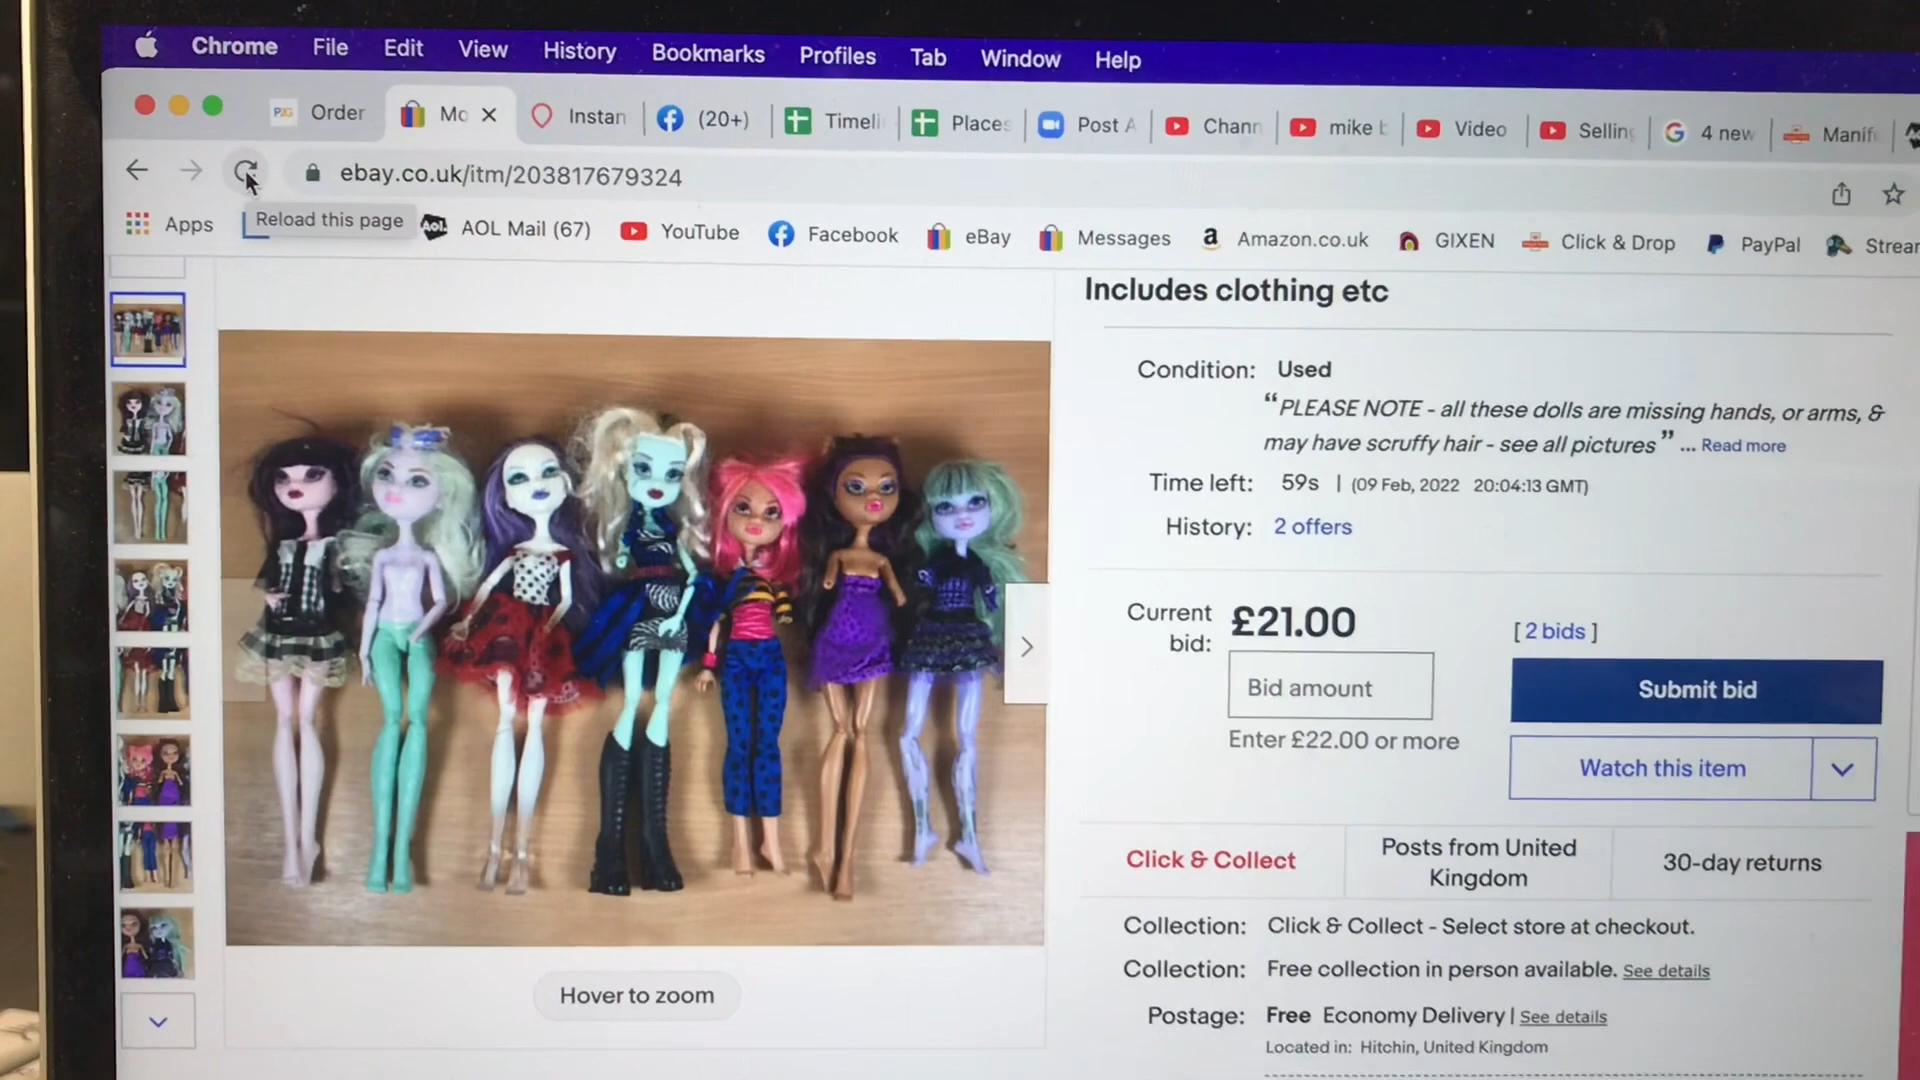 Chrome File Edit View History Bookmarks Profiles Tab Window Help
Order Mo Instan (20+) Timeli Places Post A Chann mike b Video Selling 4 new Manif
ebay.co.uk/itm/203817679324
Reload this page
Apps AOL Mail (67) YouTube Facebook eBay Messages Amazon.co.uk GIXEN Click & Drop PayPal Stream
Includes clothing etc
Condition: Used
“PLEASE NOTE - all these dolls are missing hands, or arms, &
may have scruffy hair - see all pictures” ... Read more
Time left: 59s | (09 Feb, 2022 20:04:13 GMT)
History: 2 offers
Current
bid:
£21.00
[ 2 bids ]
Bid amount
Submit bid
Enter £22.00 or more
Watch this item
Click & Collect
Posts from United
Kingdom
30-day returns
Collection: Click & Collect - Select store at checkout.
Collection: Free collection in person available. See details
Postage: Free Economy Delivery | See details
Located in: Hitchin, United Kingdom
Hover to zoom